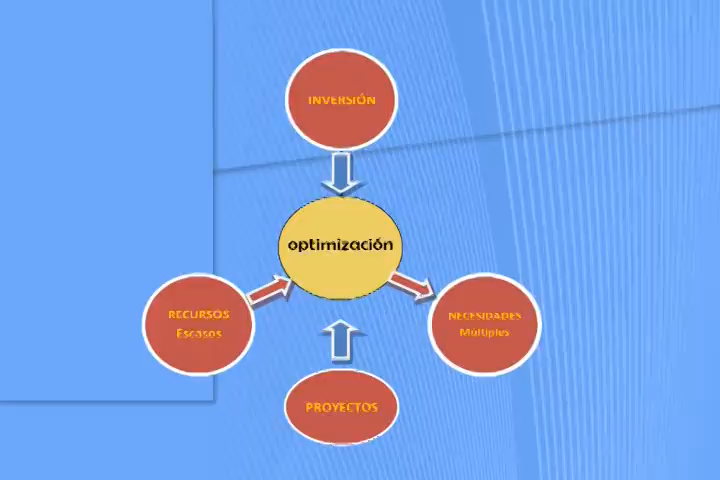 INVERSIÓN
optimización
RECURSOS
Escasos
NECESIDADES
Múltiples
PROYECTOS